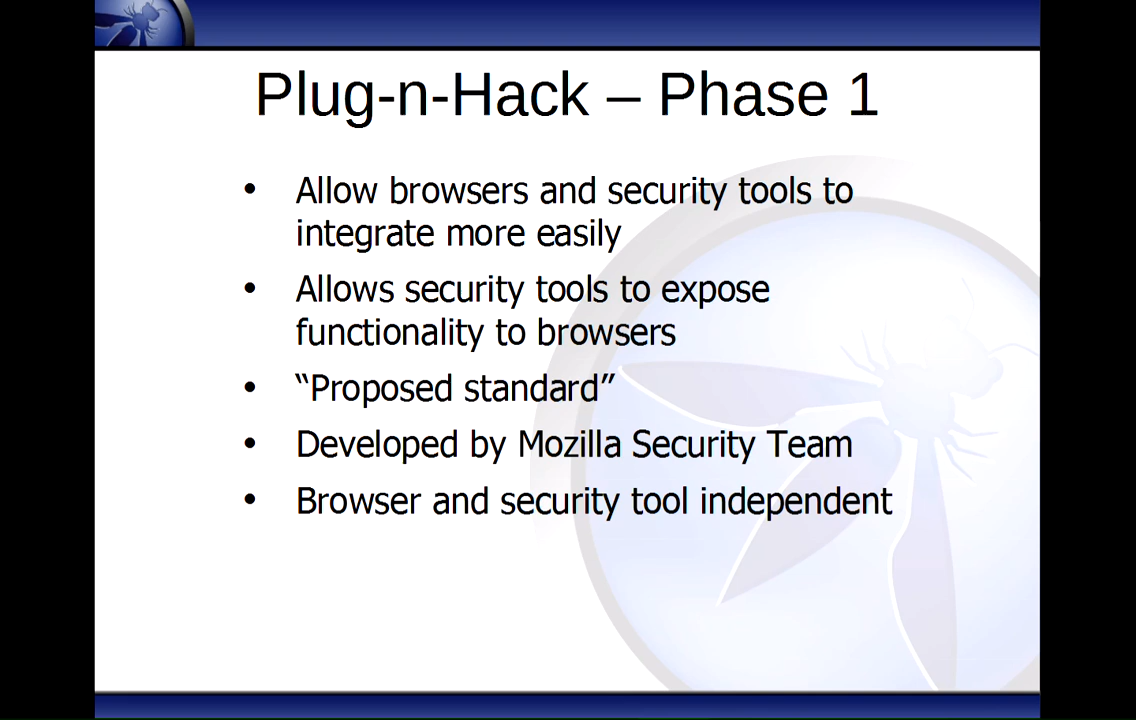 Plug-n-Hack – Phase 1
• Allow browsers and security tools to
integrate more easily
• Allows security tools to expose
functionality to browsers
• “Proposed standard”
• Developed by Mozilla Security Team
• Browser and security tool independent